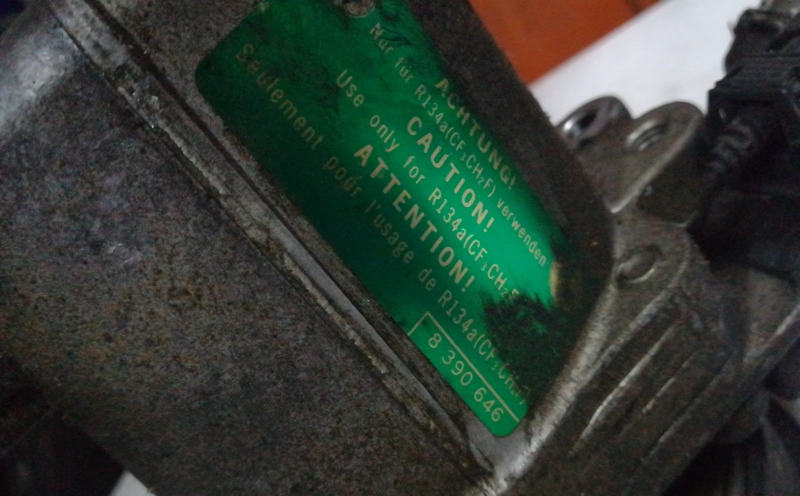 ACHTUNG!
Nur für R134a(CF₃CH₂F) verwenden
CAUTION!
Use only for R134a(CF₃CH₂F
ATTENTION!
Seulement pour l'usage de R134a(CF₃CH₂F)
8 390 646